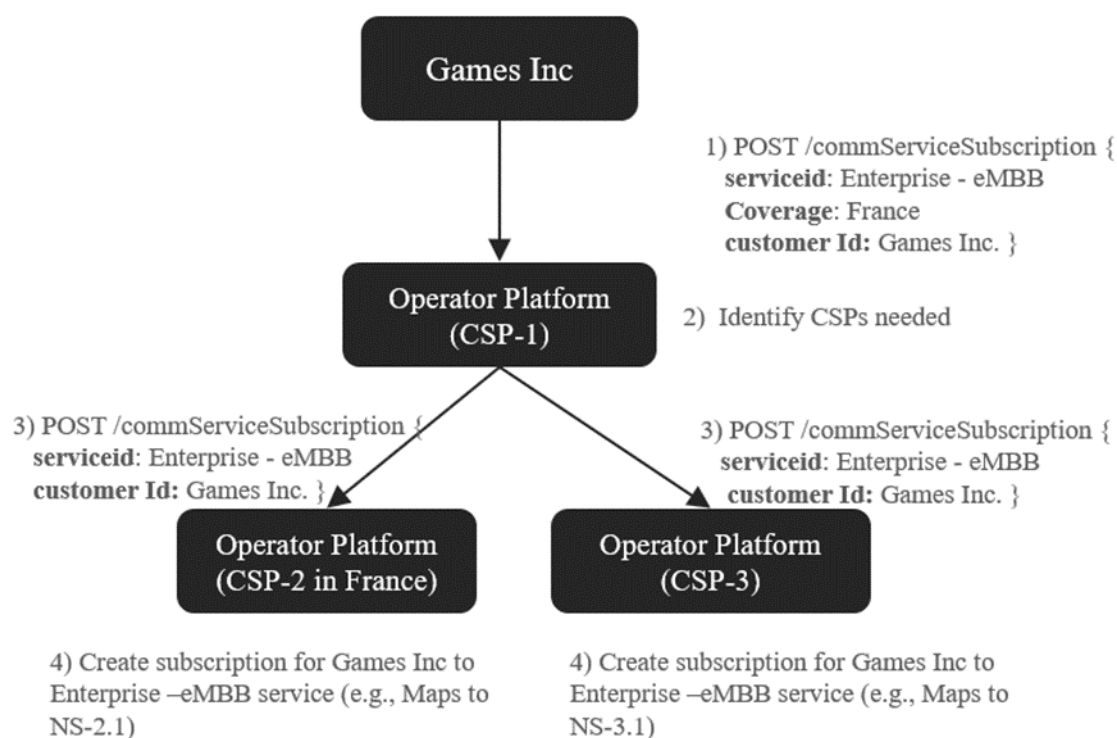 Games Inc
1) POST /commServiceSubscription {
serviceid: Enterprise - eMBB
Coverage: France
customer Id: Games Inc. }
Operator Platform
(CSP-1)
2) Identify CSPs needed
3) POST /commServiceSubscription {
serviceid: Enterprise - eMBB
customer Id: Games Inc. }
3) POST /commServiceSubscription {
serviceid: Enterprise - eMBB
customer Id: Games Inc. }
Operator Platform
(CSP-2 in France)
Operator Platform
(CSP-3)
4) Create subscription for Games Inc to
Enterprise –eMBB service (e.g., Maps to
NS-2.1)
4) Create subscription for Games Inc to
Enterprise –eMBB service (e.g., Maps to
NS-3.1)